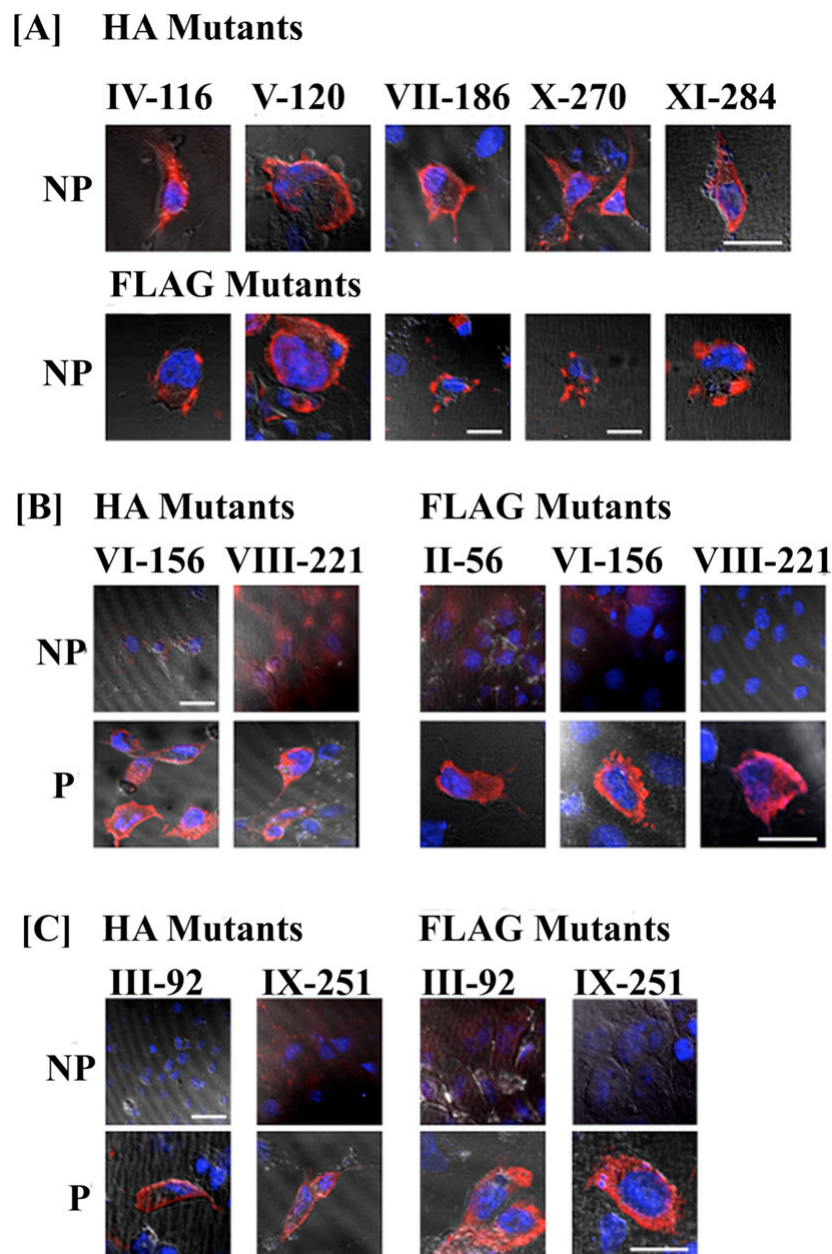 [A] HA Mutants
IV-116 V-120 VII-186 X-270 XI-284
NP
FLAG Mutants
NP
[B] HA Mutants FLAG Mutants
VI-156 VIII-221 II-56 VI-156 VIII-221
NP
P
[C] HA Mutants FLAG Mutants
III-92 IX-251 III-92 IX-251
NP
P